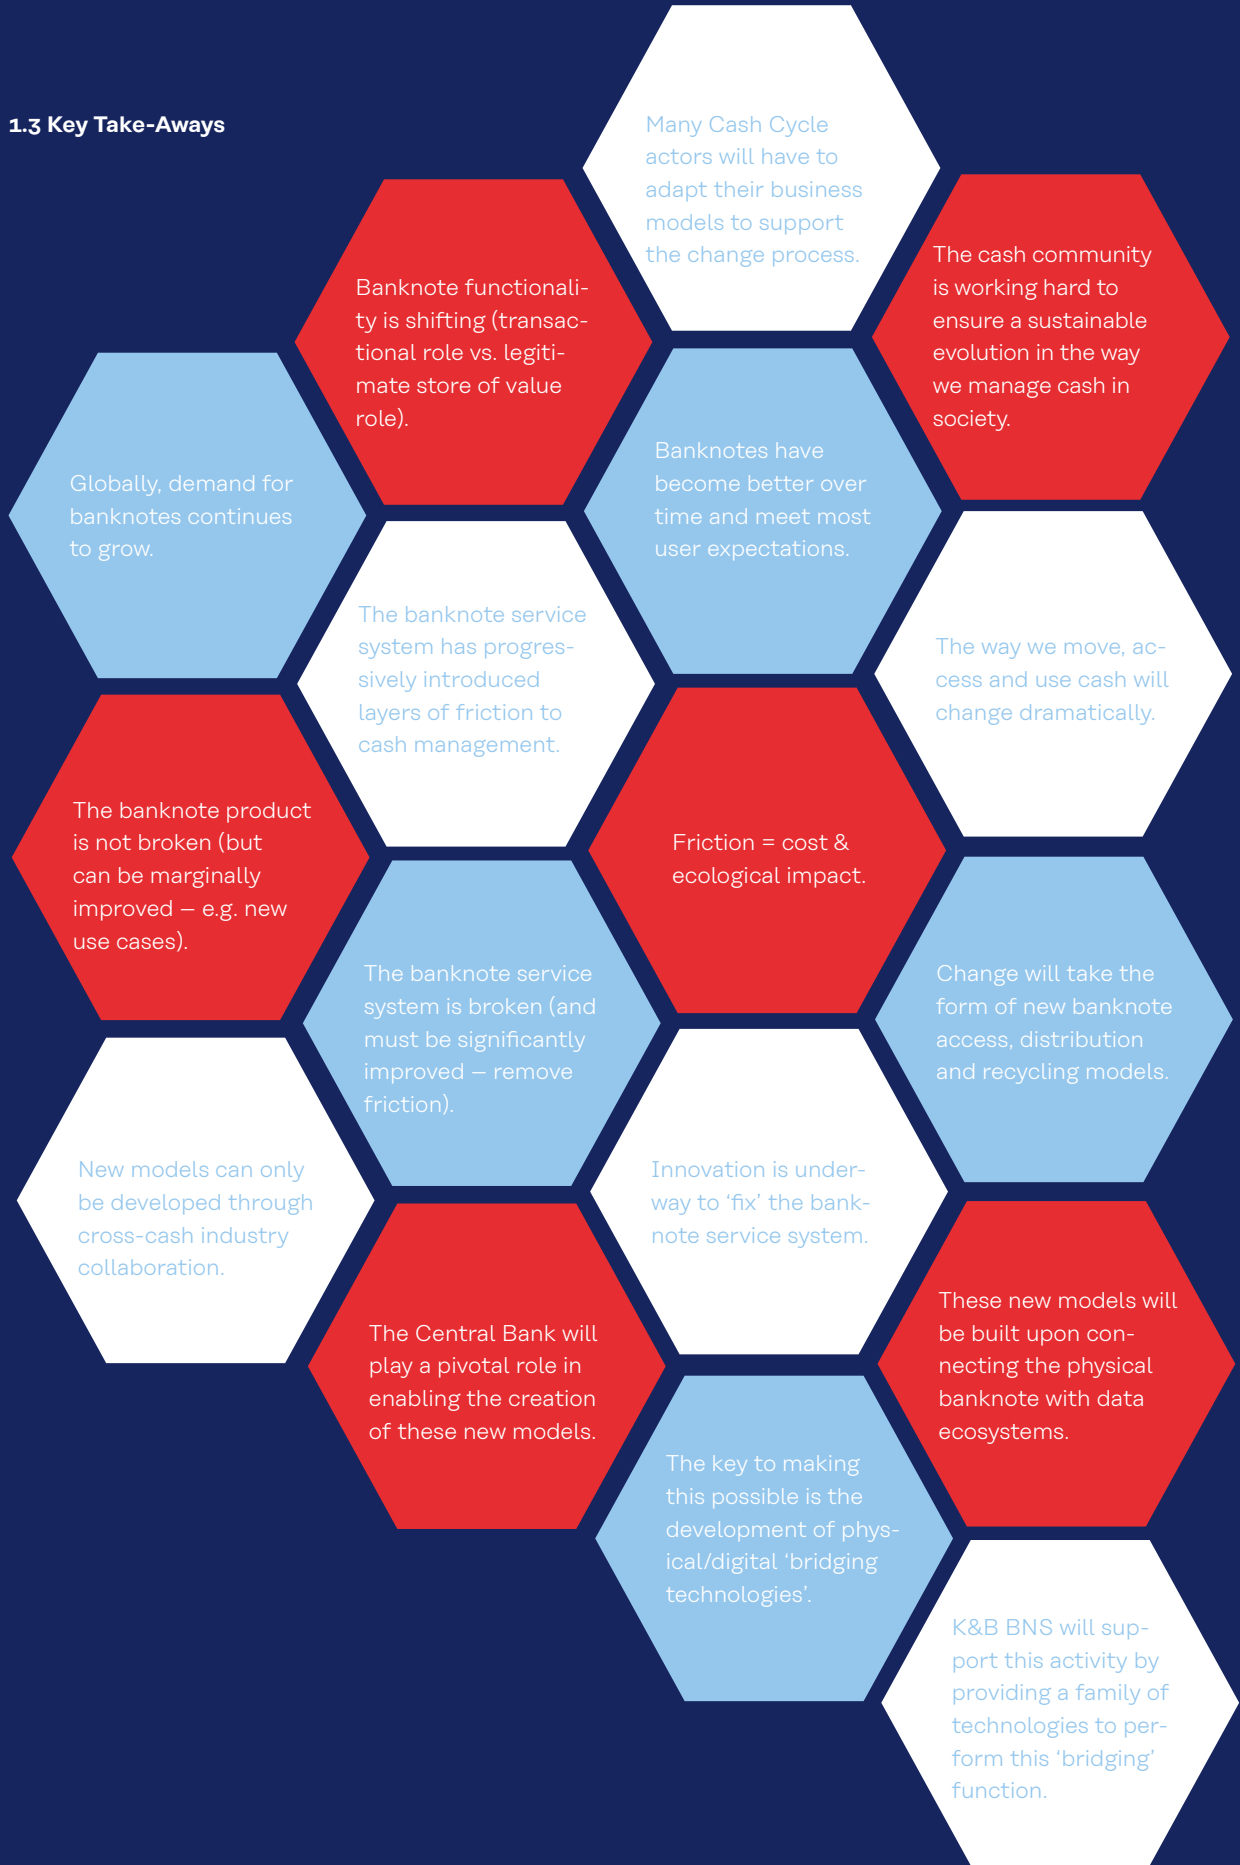 1.3 Key Take-Aways
Globally, demand for
banknotes continues
to grow.
The banknote product
is not broken (but
can be marginally
improved – e.g. new
use cases).
New models can only
be developed through
cross-cash industry
collaboration.
Banknote functionali-
ty is shifting (transac-
tional role vs. legiti-
mate store of value
role).
The banknote service
system has progres-
sively introduced
layers of friction to
cash management.
The banknote service
system is broken (and
must be significantly
improved – remove
friction).
The Central Bank will
play a pivotal role in
enabling the creation
of these new models.
Many Cash Cycle
actors will have to
adapt their business
models to support
the change process.
Banknotes have
become better over
time and meet most
user expectations.
Friction = cost &
ecological impact.
Innovation is under-
way to ‘fix’ the bank-
note service system.
The key to making
this possible is the
development of phys-
ical/digital ‘bridging
technologies’.
The cash community
is working hard to
ensure a sustainable
evolution in the way
we manage cash in
society.
The way we move, ac-
cess and use cash will
change dramatically.
Change will take the
form of new banknote
access, distribution
and recycling models.
These new models will
be built upon con-
necting the physical
banknote with data
ecosystems.
K&B BNS will sup-
port this activity by
providing a family of
technologies to per-
form this ‘bridging’
function.